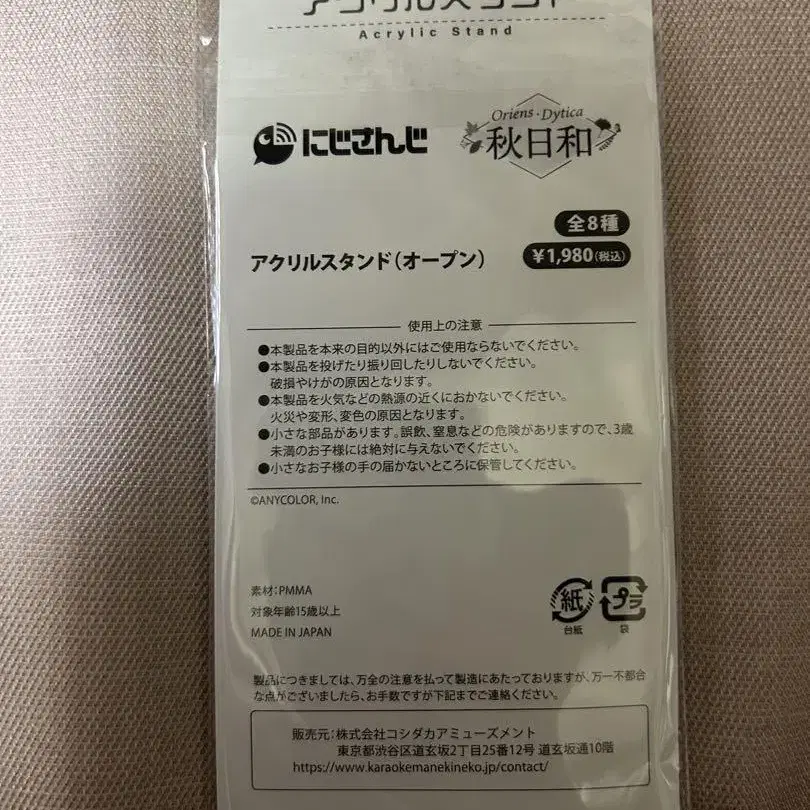 アクリルスタンド
Acrylic Stand
にじさんじ
Oriens・Dytica
秋日和
全8種
アクリルスタンド(オープン)
¥1,980(税込)
使用上の注意
●本製品を本来の目的以外にはご使用ならないでください。
●本製品を投げたり振り回したりしないでください。
破損やけがの原因となります。
●本製品を火気などの熱源の近くにおかないでください。
火災や変形、変色の原因となります。
●小さな部品があります。誤飲、窒息などの危険がありますので、3歳
未満のお子様には絶対に与えないでください。
●小さなお子様の手の届かないところに保管してください。
©ANYCOLOR, Inc.
素材:PMMA
対象年齢15歳以上
MADE IN JAPAN
紙
台紙
プラ
袋
製品につきましては、万全の注意を払って製造にあたっておりますが、万一不都合
な点がございましたら、お手数ですが下記までご連絡ください。
販売元:株式会社コシダカアミューズメント
東京都渋谷区道玄坂2丁目25番12号 道玄坂通10階
https://www.karaokemanekineko.jp/contact/